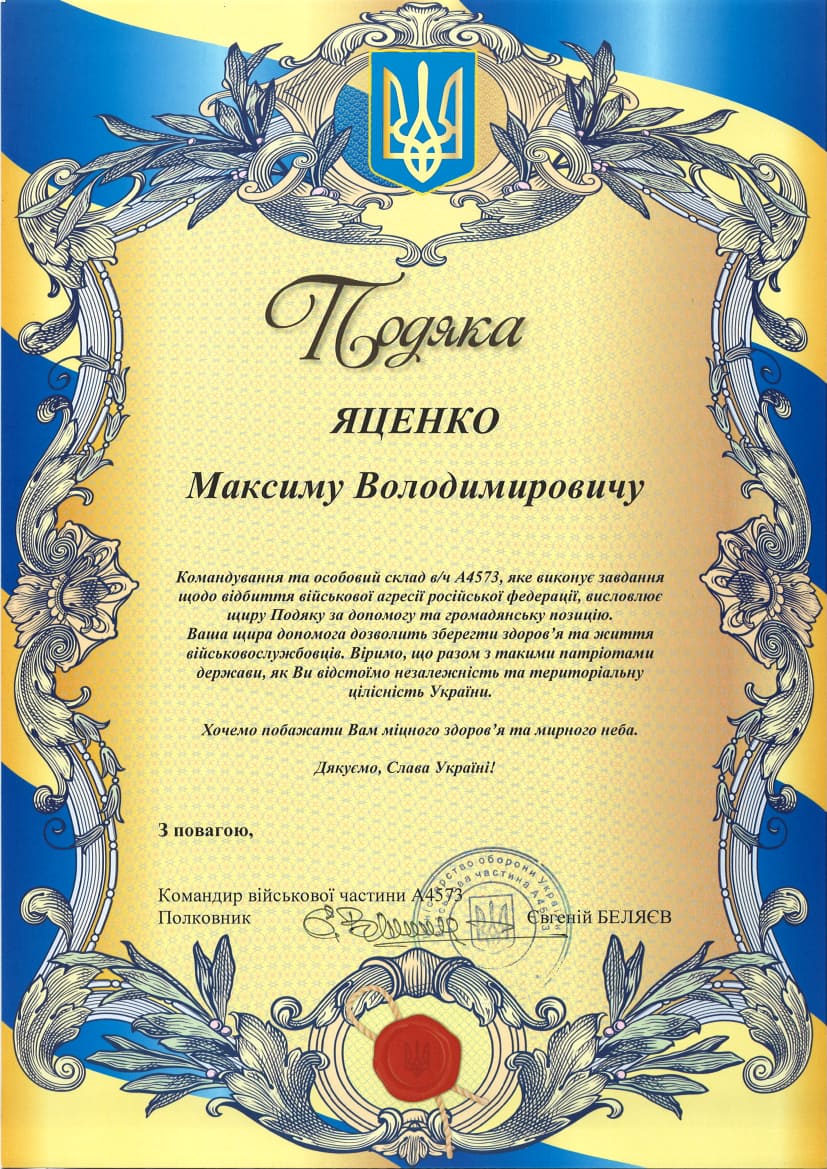 Подяка
ЯЦЕНКО
Максиму Володимировичу
Командування та особовий склад в/ч А4573, яке виконує завдання
щодо відбиття військової агресії російської федерації, висловлює
щиру Подяку за допомогу та громадянську позицію.
Ваша щира допомога дозволить зберегти здоров’я та життя
військовослужбовців. Віримо, що разом з такими патріотами
держави, як Ви відстоїмо незалежність та територіальну
цілісність України.
Хочемо побажати Вам міцного здоров’я та мирного неба.
Дякуємо, Слава Україні!
З повагою,
Командир військової частини А4573
Полковник
Євгеній БЕЛЯЄВ
оборони України
частина